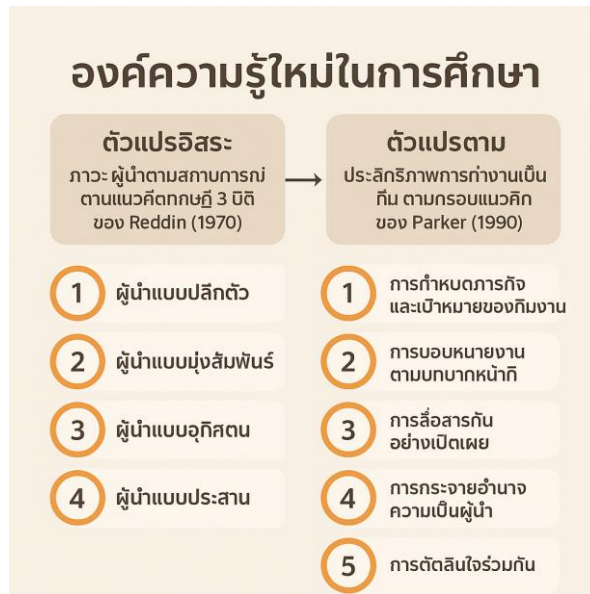 องค์ความรู้ใหม่ในการศึกษา
ตัวแปรอิสระ
ภาวะ ผู้นำตามสถาบการณ่
ตานแนวคีตทกษฎี 3 บิติ
ของ Reddin (1970)
ตัวแปรตาม
ประลิกธิภาพการท่างานเบ็น
ทีม ตามกรอบแนวคิก
ของ Parker (1990)
1 ผู้นำแบบปลึกตัว
2 ผู้นำแบบมุ่งสัมพันธ์
3 ผู้นำแบบอุทิศตน
4 ผู้นำแบบประสาน
1 การกำหบตภารกิจ
และเป้าหมายของทิมงาน
2 การบอบหนายงาน
ตามบทบากหน้าทิ
3 การสื่อสารกัน
อย่างเปิตเผย
4 การกระจายอำนาจ
ความเป็นผู้นำ
5 การตัตลินใจร่วมกัน